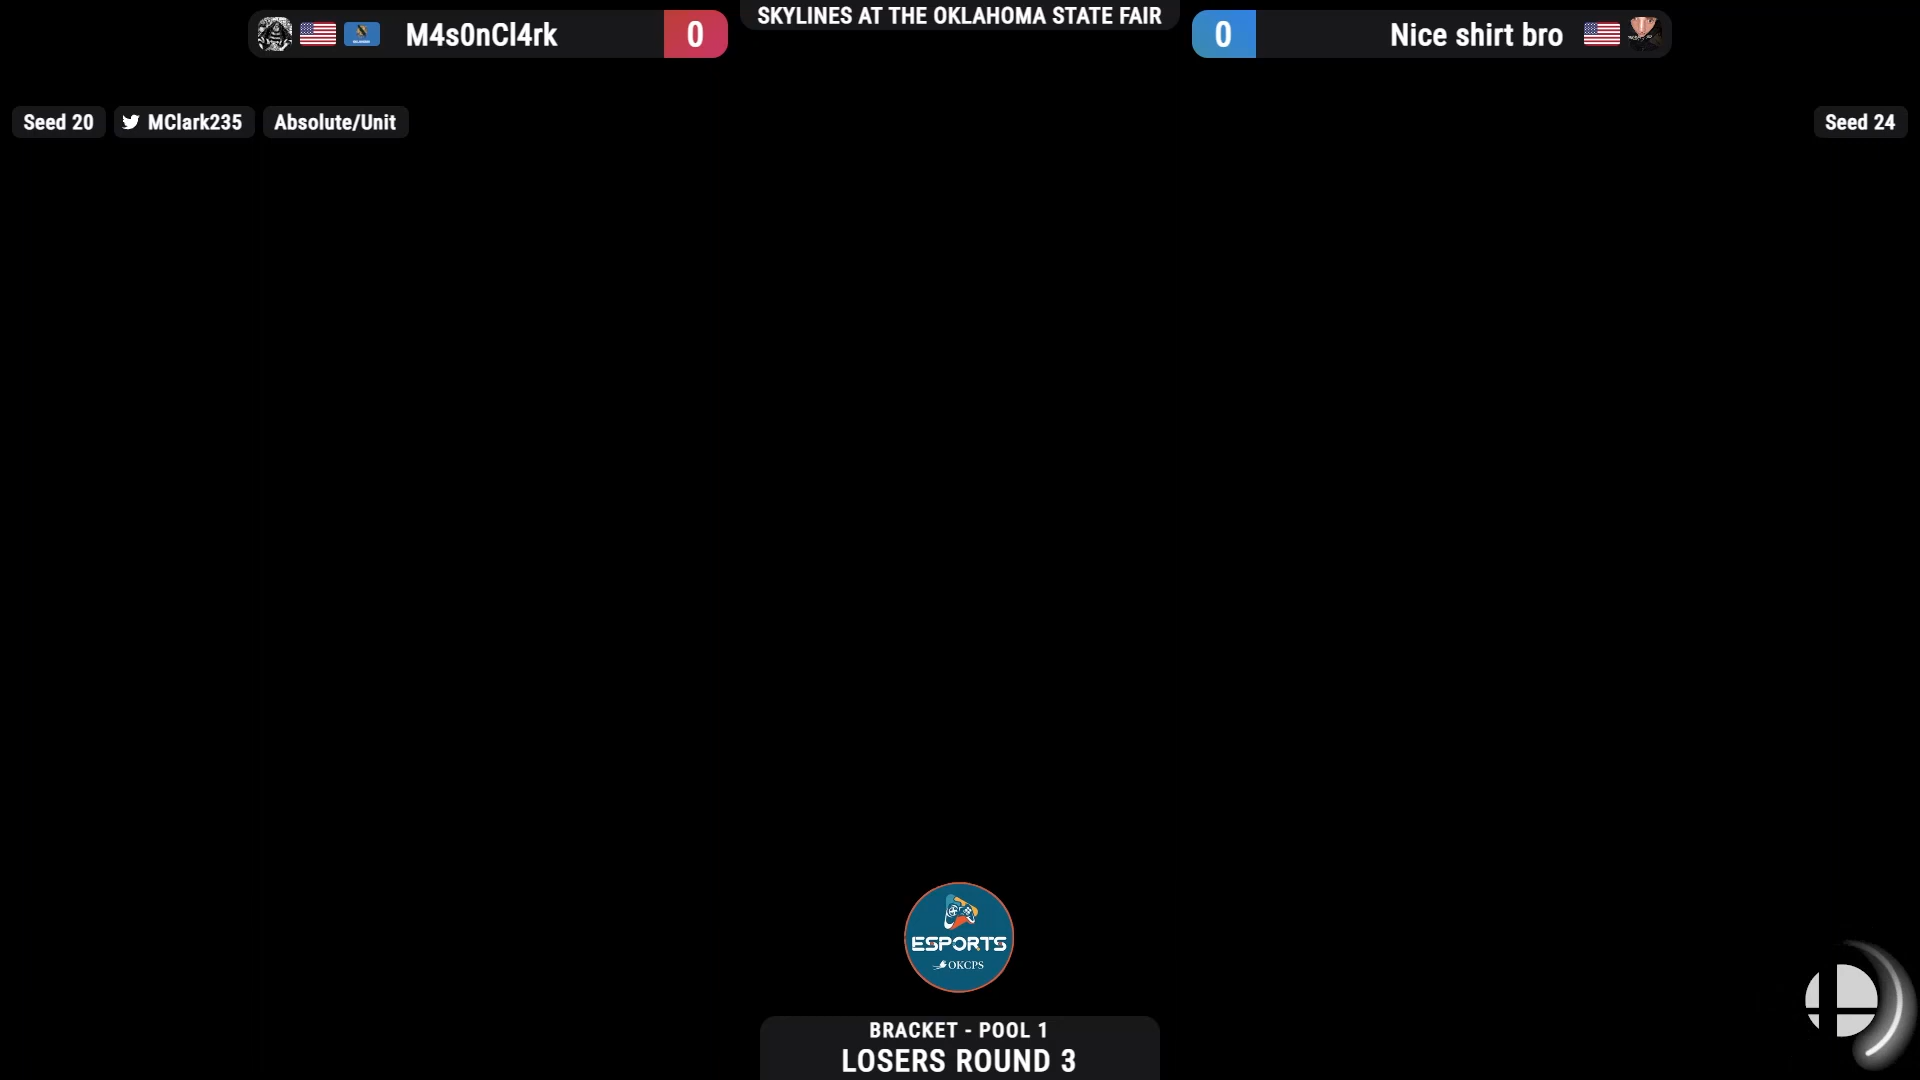 M4s0nCl4rk
0
SKYLINES AT THE OKLAHOMA STATE FAIR
0
Nice shirt bro
Seed 20
MClark235
Absolute/Unit
Seed 24
ESPORTS
OKCPS
BRACKET - POOL 1
LOSERS ROUND 3